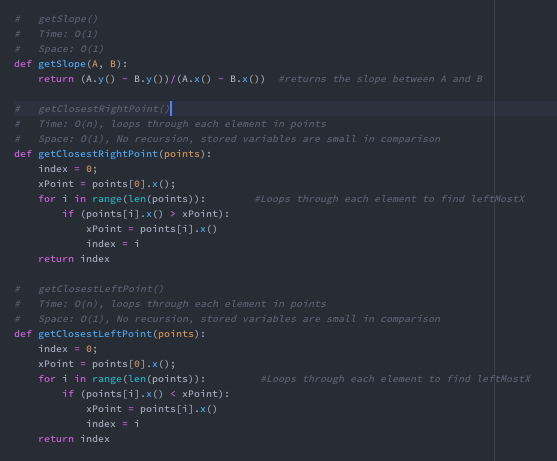 #   getSlope()
#   Time: O(1)
#   Space: O(1)
def getSlope(A, B):
    return (A.y() - B.y())/(A.x() - B.x())  #returns the slope between A and B
#   getClosestRightPoint()
#   Time: O(n), loops through each element in points
#   Space: O(1), No recursion, stored variables are small in comparison
def getClosestRightPoint(points):
    index = 0;
    xPoint = points[0].x();
    for i in range(len(points)):        #Loops through each element to find leftMostX
        if (points[i].x() > xPoint):
            xPoint = points[i].x()
            index = i
    return index
#   getClosestLeftPoint()
#   Time: O(n), loops through each element in points
#   Space: O(1), No recursion, stored variables are small in comparison
def getClosestLeftPoint(points):
    index = 0;
    xPoint = points[0].x();
    for i in range(len(points)):         #Loops through each element to find leftMostX
        if (points[i].x() < xPoint):
            xPoint = points[i].x()
            index = i
    return index